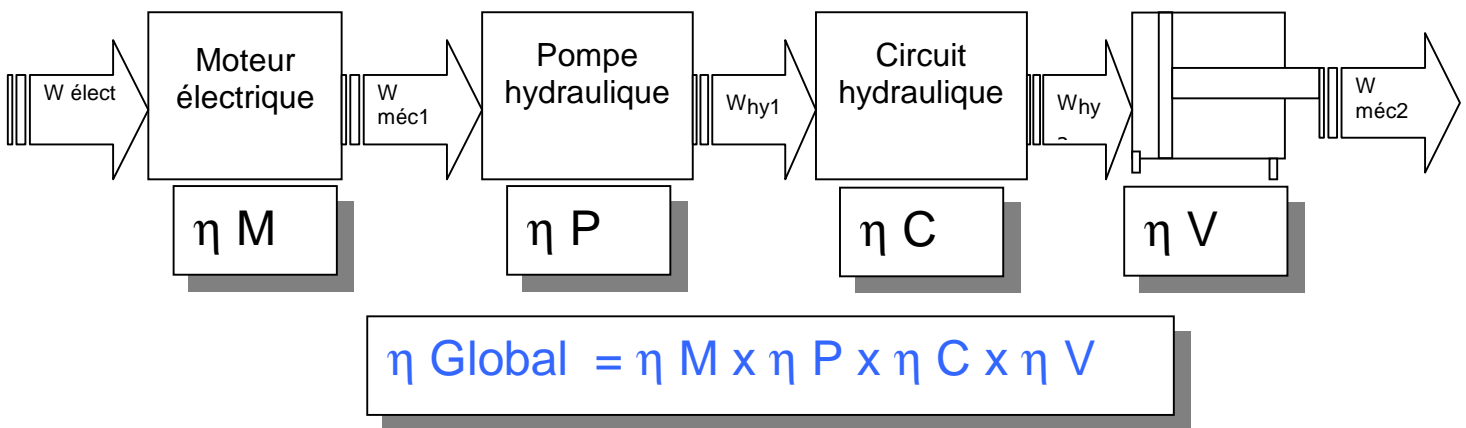 W élect
Moteur
électrique
W
méc1
Pompe
hydraulique
Why1
Circuit
hydraulique
Why
W
méc2
η M
η P
η C
η V
η Global = η M x η P x η C x η V